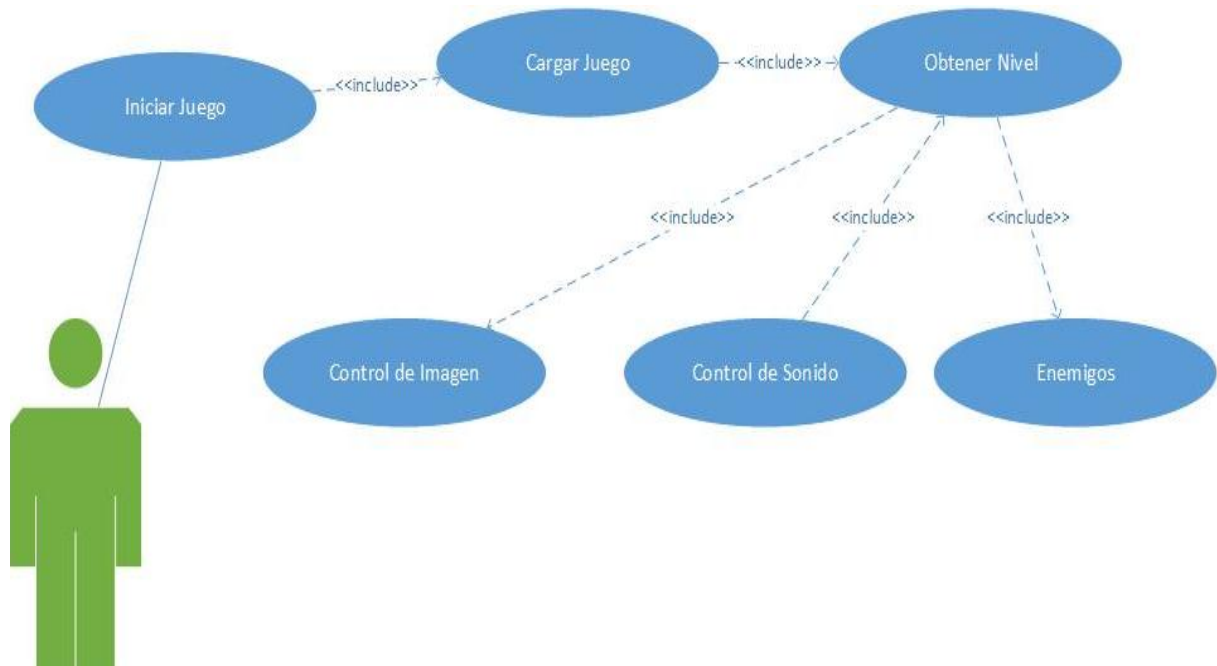 Cargar Juego
Obtener Nivel
<<include>>
<<include>>
Iniciar Juego
<<include>>
<<include>>
<<include>>
Control de Imagen
Control de Sonido
Enemigos